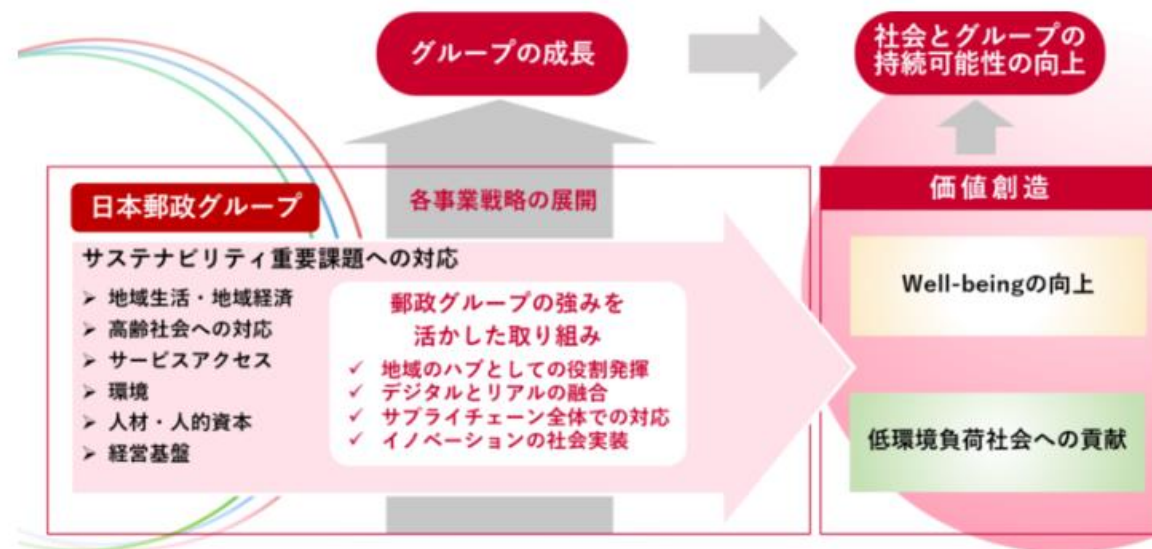 グループの成長
社会とグループの
持続可能性の向上
日本郵政グループ
各事業戦略の展開
サステナビリティ重要課題への対応
➢ 地域生活・地域経済
➢ 高齢社会への対応
➢ サービスアクセス
➢ 環境
➢ 人材・人的資本
➢ 経営基盤
郵政グループの強みを
活かした取り組み
✓ 地域のハブとしての役割発揮
✓ デジタルとリアルの融合
✓ サプライチェーン全体での対応
✓ イノベーションの社会実装
価値創造
Well-beingの向上
低環境負荷社会への貢献